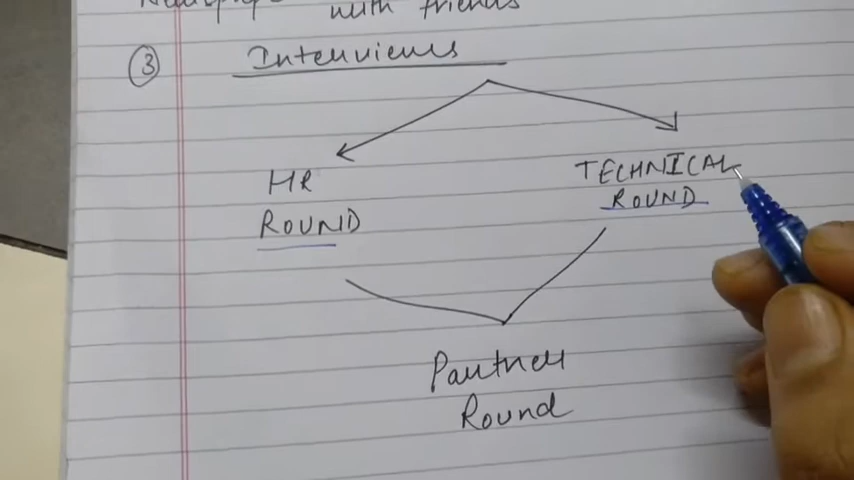 with friends
③ Interviews
HR
ROUND
TECHNICAL
ROUND
Partner
Round